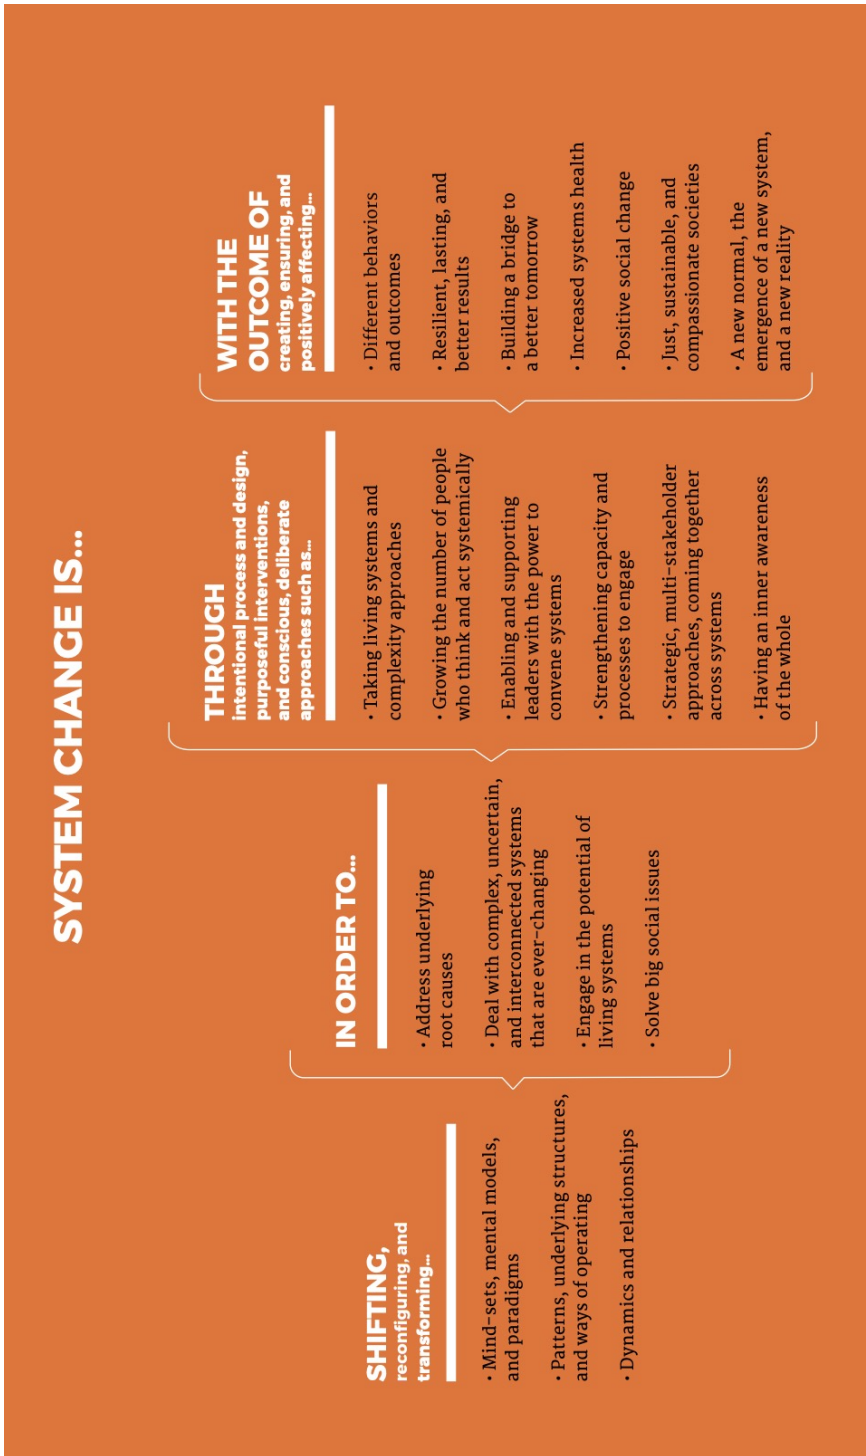 SYSTEM CHANGE IS...
SHIFTING,
reconfiguring, and
transforming...
• Mind-sets, mental models,
and paradigms
• Patterns, underlying structures,
and ways of operating
• Dynamics and relationships
IN ORDER TO...
• Address underlying
root causes
• Deal with complex, uncertain,
and interconnected systems
that are ever-changing
• Engage in the potential of
living systems
• Solve big social issues
THROUGH
intentional process and design,
purposeful interventions,
and conscious, deliberate
approaches such as...
• Taking living systems and
complexity approaches
• Growing the number of people
who think and act systemically
• Enabling and supporting
leaders with the power to
convene systems
• Strengthening capacity and
processes to engage
• Strategic, multi-stakeholder
approaches, coming together
across systems
• Having an inner awareness
of the whole
WITH THE
OUTCOME OF
creating, ensuring, and
positively affecting...
• Different behaviors
and outcomes
• Resilient, lasting, and
better results
• Building a bridge to
a better tomorrow
• Increased systems health
• Positive social change
• Just, sustainable, and
compassionate societies
• A new normal, the
emergence of a new system,
and a new reality